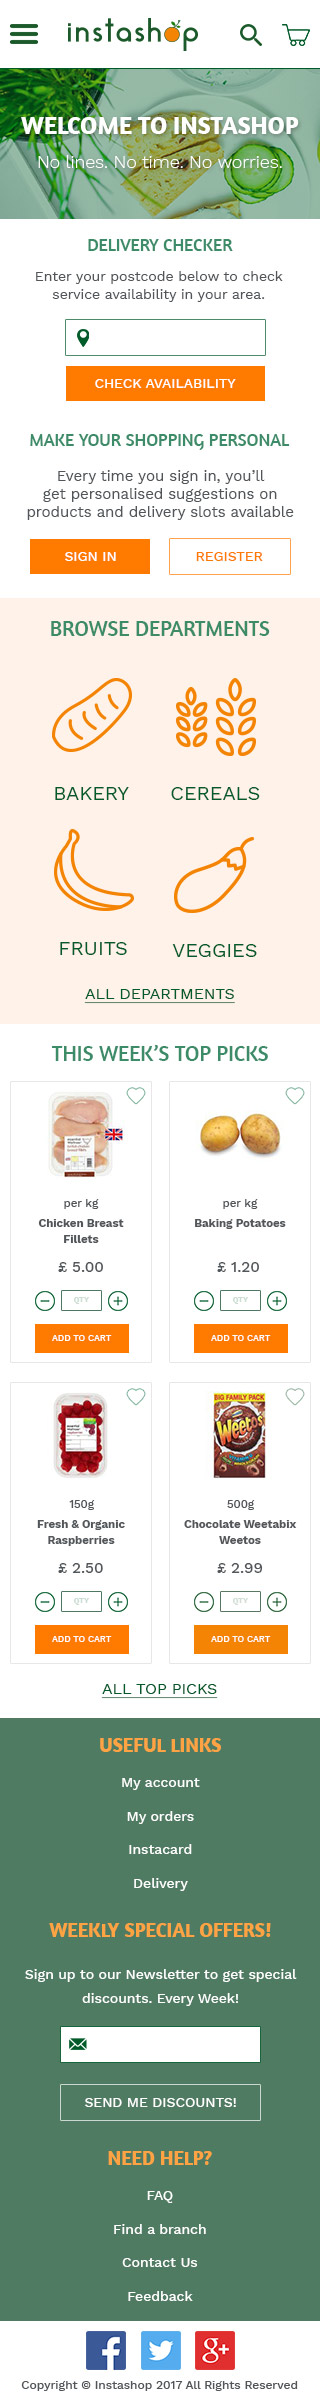 instashop
WELCOME TO INSTASHOP
No lines. No time. No worries.
DELIVERY CHECKER
Enter your postcode below to check
service availability in your area.
CHECK AVAILABILITY
MAKE YOUR SHOPPING PERSONAL
Every time you sign in, you’ll
get personalised suggestions on
products and delivery slots available
SIGN IN
REGISTER
BROWSE DEPARTMENTS
BAKERY
CEREALS
FRUITS
VEGGIES
ALL DEPARTMENTS
THIS WEEK’S TOP PICKS
per kg
Chicken Breast
Fillets
£ 5.00
QTY
ADD TO CART
per kg
Baking Potatoes
£ 1.20
QTY
ADD TO CART
150g
Fresh & Organic
Raspberries
£ 2.50
QTY
ADD TO CART
BIG FAMILY PACK
Weetos
500g
Chocolate Weetabix
Weetos
£ 2.99
QTY
ADD TO CART
ALL TOP PICKS
USEFUL LINKS
My account
My orders
Instacard
Delivery
WEEKLY SPECIAL OFFERS!
Sign up to our Newsletter to get special
discounts. Every Week!
SEND ME DISCOUNTS!
NEED HELP?
FAQ
Find a branch
Contact Us
Feedback
f
g+
Copyright © Instashop 2017 All Rights Reserved